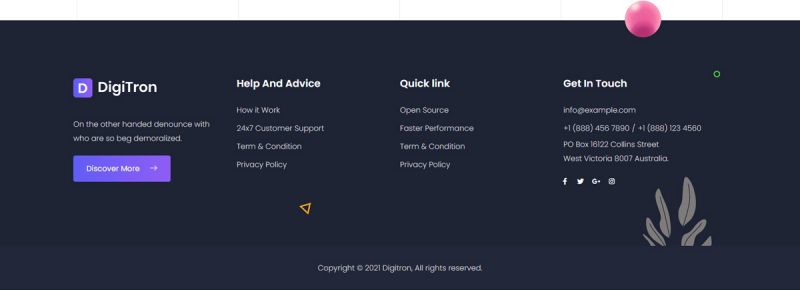 D DigiTron
On the other handed denounce with
who are so beg demoralized.
Discover More
Help And Advice
How it Work
24x7 Customer Support
Term & Condition
Privacy Policy
Quick link
Open Source
Faster Performance
Term & Condition
Privacy Policy
Get In Touch
info@example.com
+1 (888) 456 7890 / +1 (888) 123 4560
PO Box 16122 Collins Street
West Victoria 8007 Australia.
Copyright © 2021 Digitron, All rights reserved.